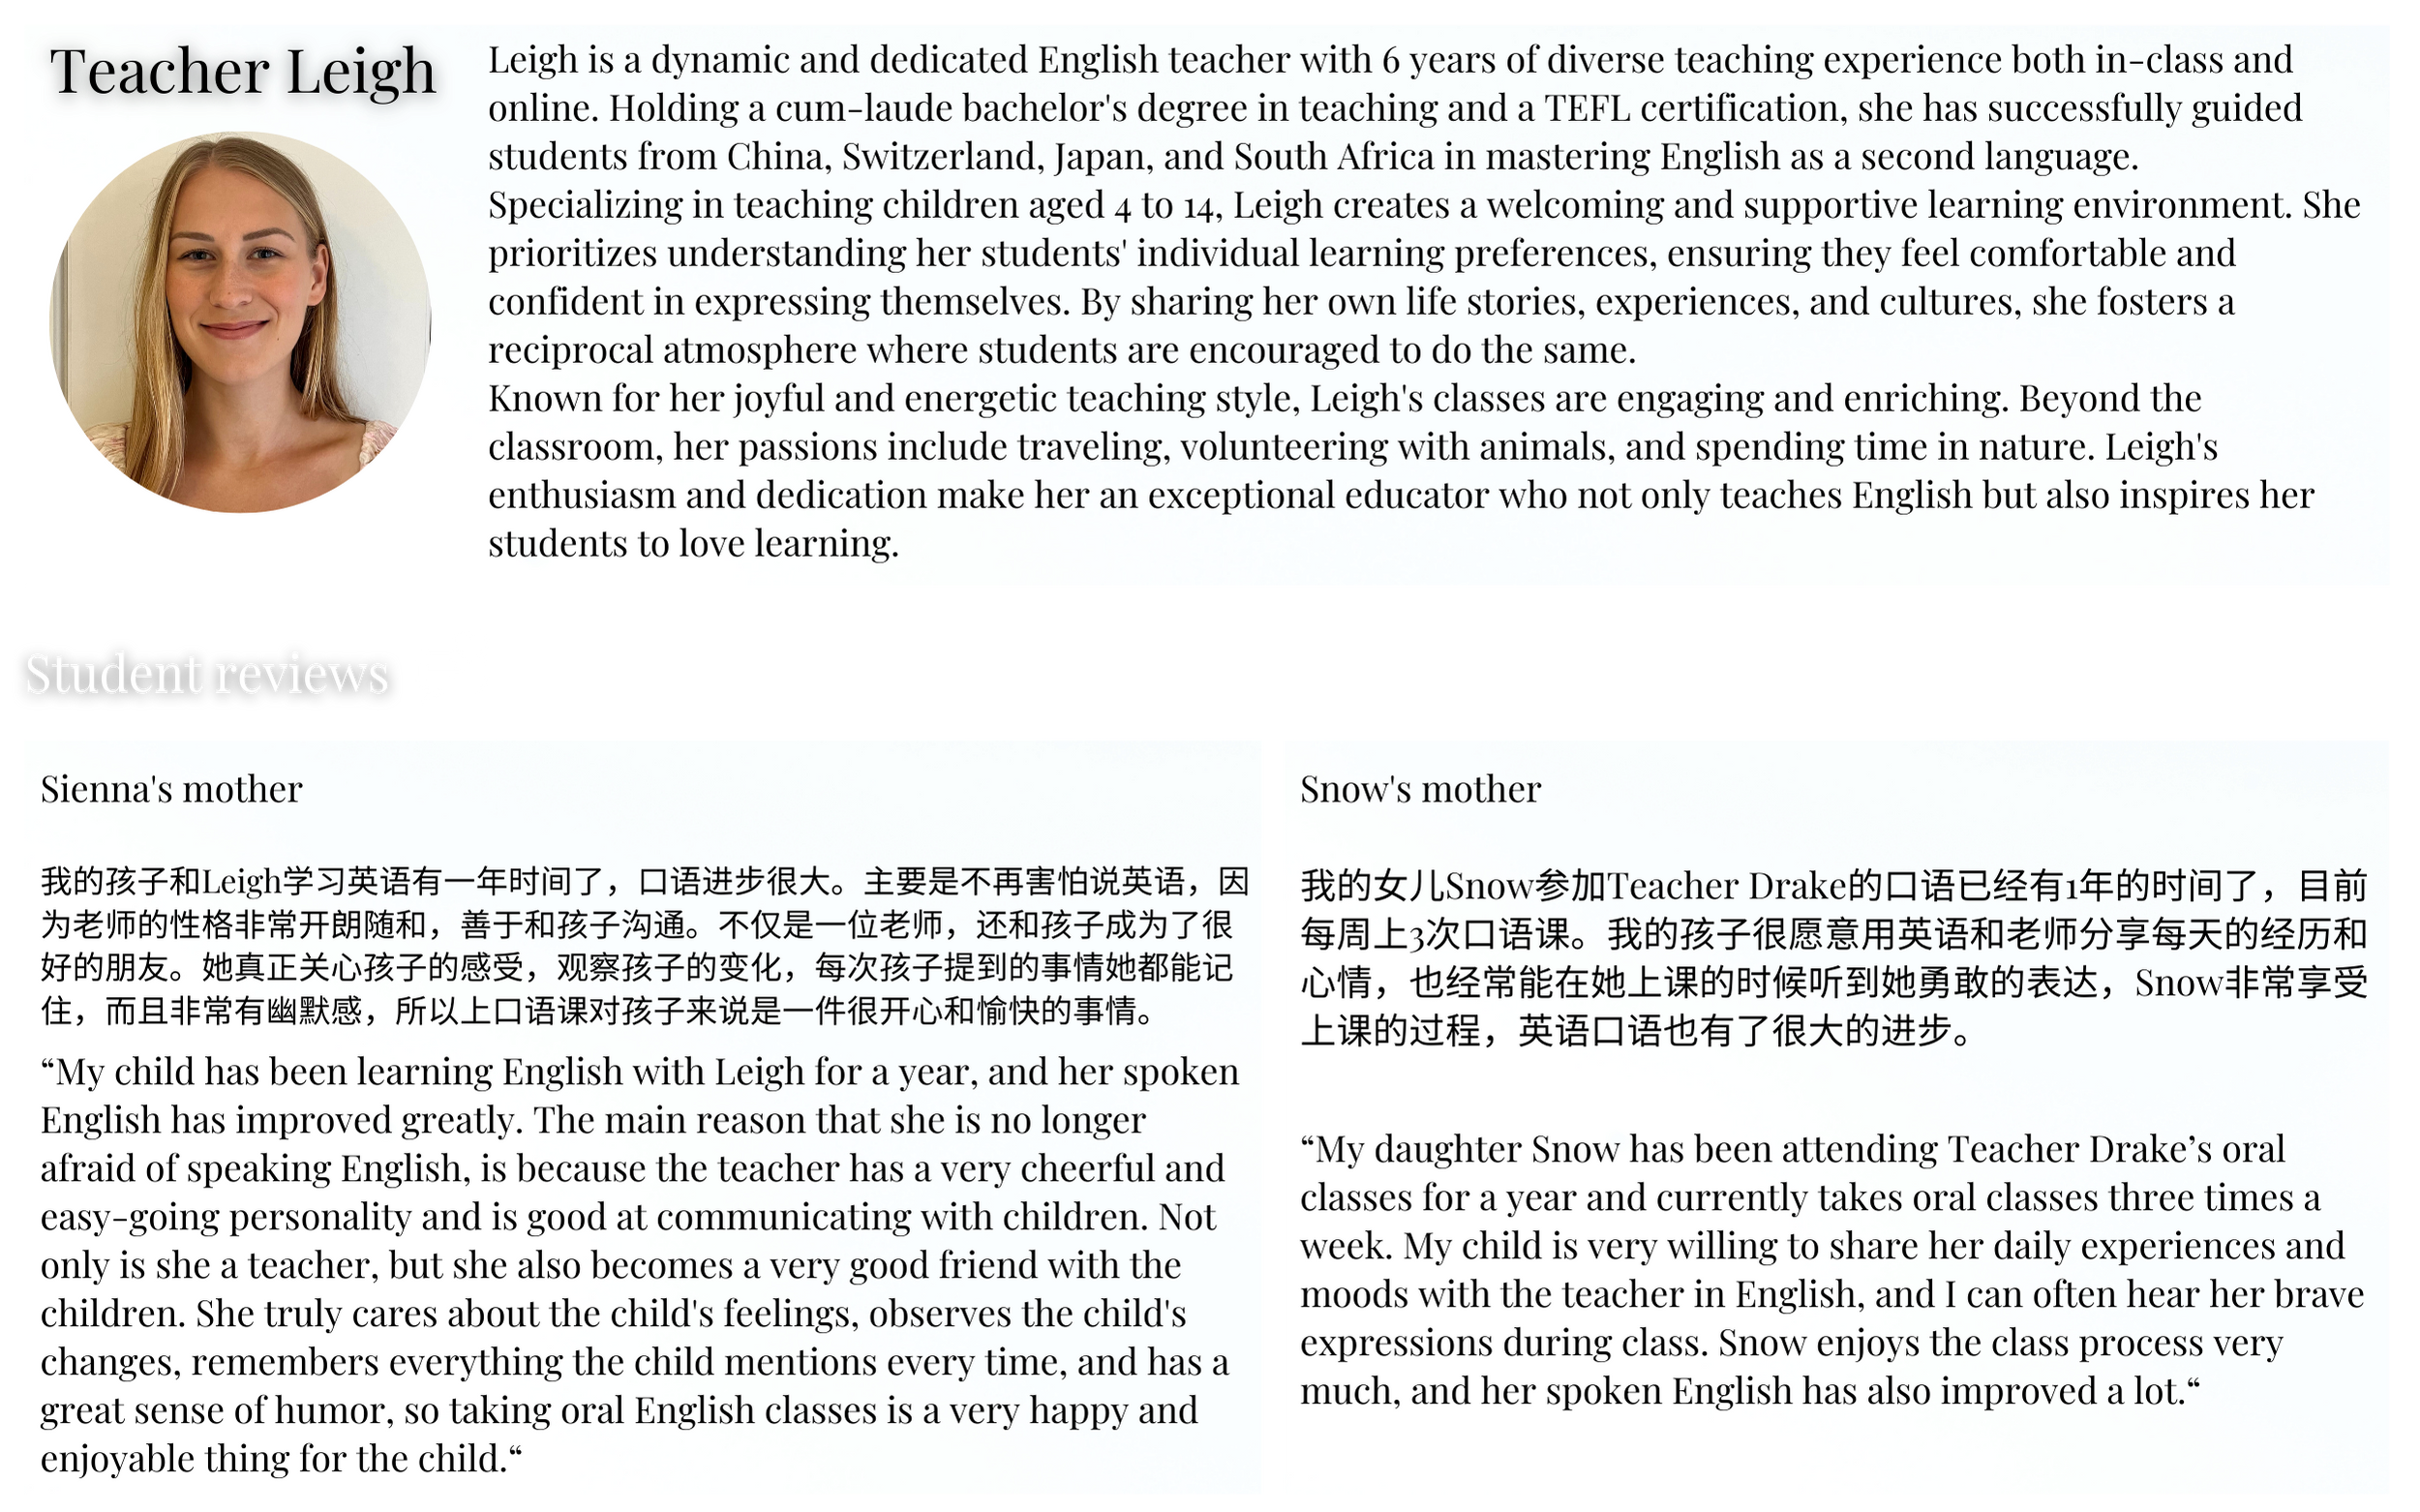 Teacher Leigh
Leigh is a dynamic and dedicated English teacher with 6 years of diverse teaching experience both in-class and
online. Holding a cum-laude bachelor's degree in teaching and a TEFL certification, she has successfully guided
students from China, Switzerland, Japan, and South Africa in mastering English as a second language.
Specializing in teaching children aged 4 to 14, Leigh creates a welcoming and supportive learning environment. She
prioritizes understanding her students' individual learning preferences, ensuring they feel comfortable and
confident in expressing themselves. By sharing her own life stories, experiences, and cultures, she fosters a
reciprocal atmosphere where students are encouraged to do the same.
Known for her joyful and energetic teaching style, Leigh's classes are engaging and enriching. Beyond the
classroom, her passions include traveling, volunteering with animals, and spending time in nature. Leigh's
enthusiasm and dedication make her an exceptional educator who not only teaches English but also inspires her
students to love learning.
Student reviews
Sienna's mother
我的孩子和Leigh学习英语有一年时间了，口语进步很大。主要是不再害怕说英语，因
为老师的性格非常开朗随和，善于和孩子沟通。不仅是一位老师，还和孩子成为了很
好的朋友。她真正关心孩子的感受，观察孩子的变化，每次孩子提到的事情她都能记
住，而且非常有幽默感，所以上口语课对孩子来说是一件很开心和愉快的事情。
“My child has been learning English with Leigh for a year, and her spoken
English has improved greatly. The main reason that she is no longer
afraid of speaking English, is because the teacher has a very cheerful and
easy-going personality and is good at communicating with children. Not
only is she a teacher, but she also becomes a very good friend with the
children. She truly cares about the child's feelings, observes the child's
changes, remembers everything the child mentions every time, and has a
great sense of humor, so taking oral English classes is a very happy and
enjoyable thing for the child.“
Snow's mother
我的女儿Snow参加Teacher Drake的口语已经有1年的时间了，目前
每周上3次口语课。我的孩子很愿意用英语和老师分享每天的经历和
心情，也经常能在她上课的时候听到她勇敢的表达，Snow非常享受
上课的过程，英语口语也有了很大的进步。
“My daughter Snow has been attending Teacher Drake’s oral
classes for a year and currently takes oral classes three times a
week. My child is very willing to share her daily experiences and
moods with the teacher in English, and I can often hear her brave
expressions during class. Snow enjoys the class process very
much, and her spoken English has also improved a lot.“